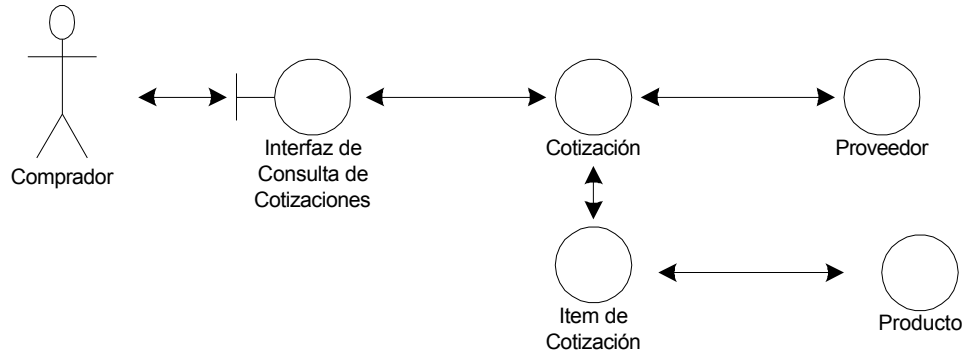 Comprador
Interfaz de
Consulta de
Cotizaciones
Cotización
Proveedor
Item de
Cotización
Producto